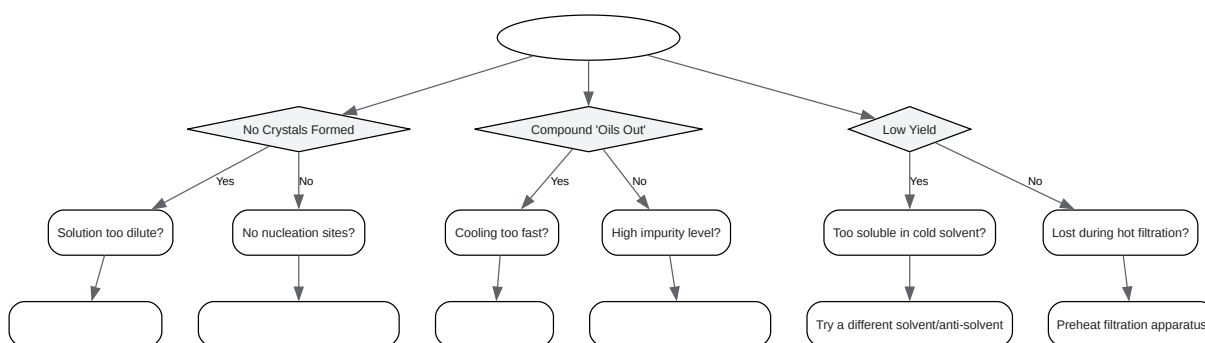 No Crystals Formed
Compound 'Oils Out'
Low Yield
Yes
No
Yes
No
Yes
No
Solution too dilute?
No nucleation sites?
Cooling too fast?
High impurity level?
Too soluble in cold solvent?
Lost during hot filtration?
Try a different solvent/anti-solvent
Preheat filtration apparatus